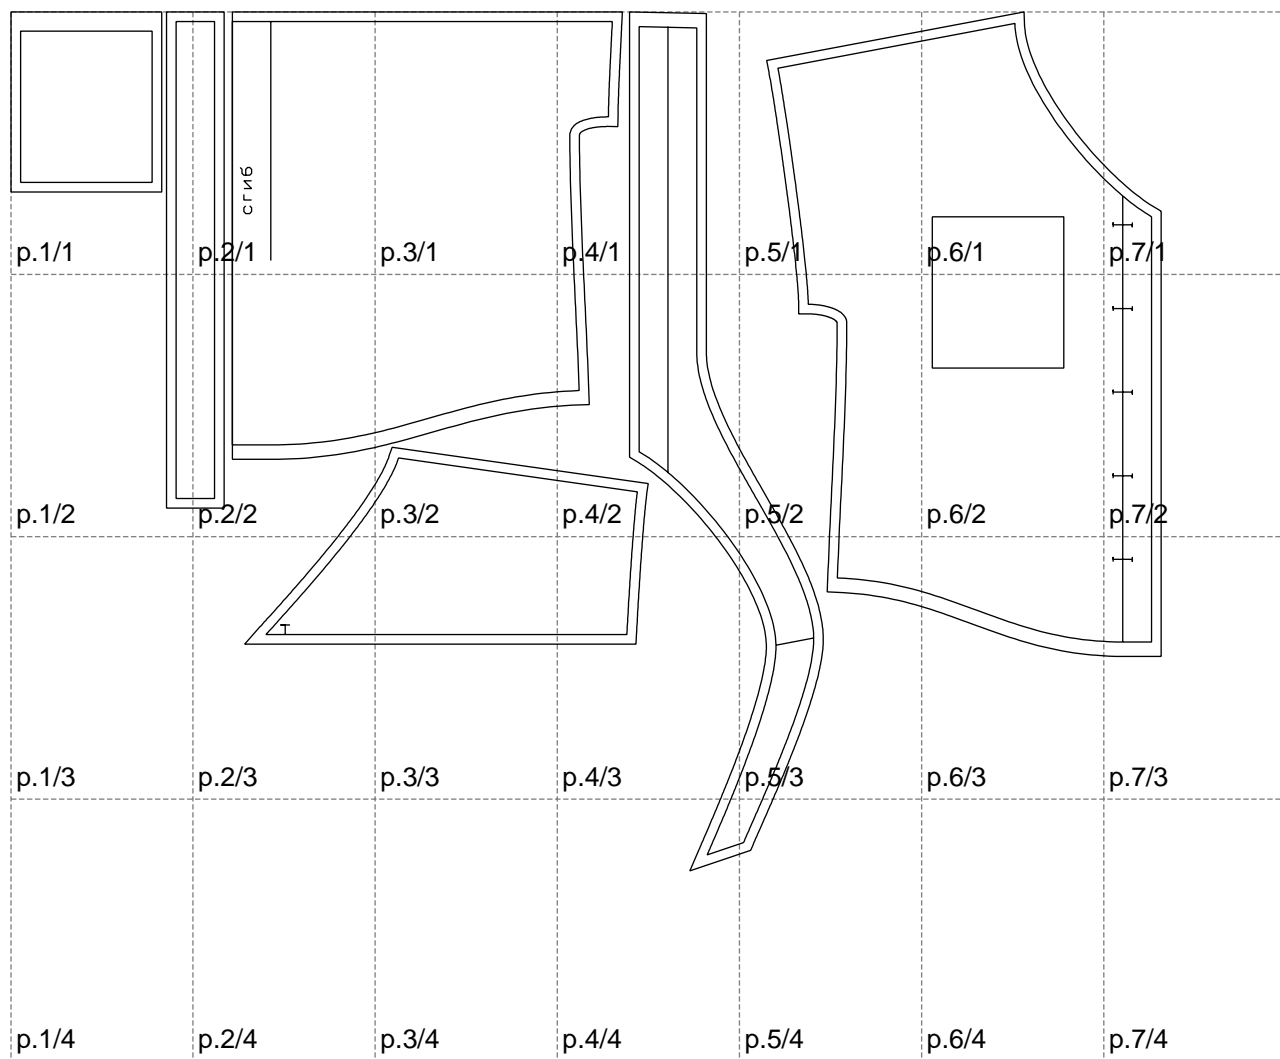 сгиб
p.1/1 p.2/1 p.3/1 p.4/1 p.5/1 p.6/1 p.7/1
p.1/2 p.2/2 p.3/2 p.4/2 p.5/2 p.6/2 p.7/2
p.1/3 p.2/3 p.3/3 p.4/3 p.5/3 p.6/3 p.7/3
p.1/4 p.2/4 p.3/4 p.4/4 p.5/4 p.6/4 p.7/4